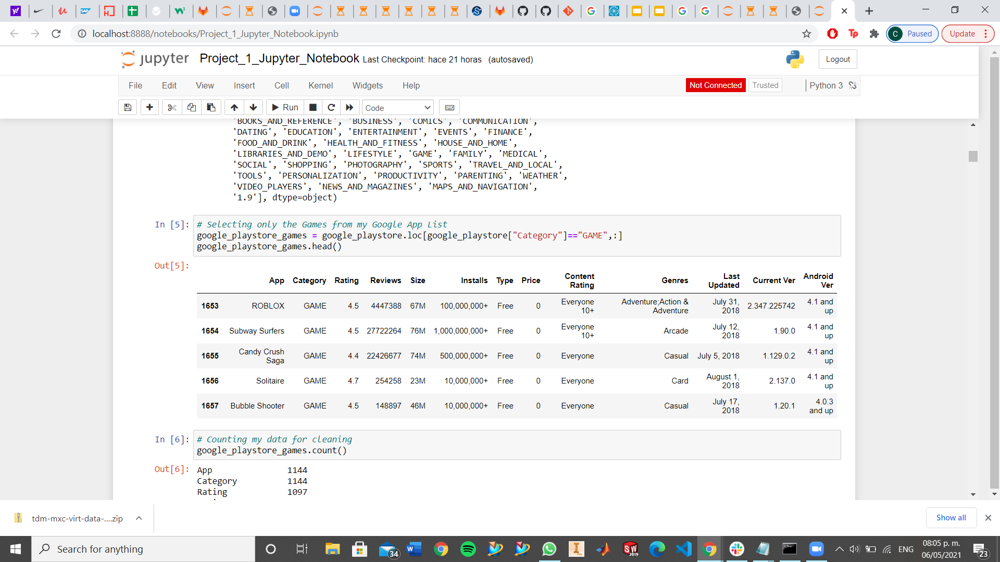 localhost:8888/notebooks/Project_1_Jupyter_Notebook.ipynb
C Paused
Update
jupyter Project_1_Jupyter_Notebook Last Checkpoint: hace 21 horas (autosaved)
Logout
File Edit View Insert Cell Kernel Widgets Help
Not Connected Trusted Python 3
Run Code
'BOOKS_AND_REFERENCE', 'BUSINESS', 'COMICS', 'COMMUNICATION',
'DATING', 'EDUCATION', 'ENTERTAINMENT', 'EVENTS', 'FINANCE',
'FOOD_AND_DRINK', 'HEALTH_AND_FITNESS', 'HOUSE_AND_HOME',
'LIBRARIES_AND_DEMO', 'LIFESTYLE', 'GAME', 'FAMILY', 'MEDICAL',
'SOCIAL', 'SHOPPING', 'PHOTOGRAPHY', 'SPORTS', 'TRAVEL_AND_LOCAL',
'TOOLS', 'PERSONALIZATION', 'PRODUCTIVITY', 'PARENTING', 'WEATHER',
'VIDEO_PLAYERS', 'NEWS_AND_MAGAZINES', 'MAPS_AND_NAVIGATION',
'1.9'], dtype=object)
In [5]: # Selecting only the Games from my Google App List
google_playstore_games = google_playstore.loc[google_playstore["Category"]=="GAME",:]
google_playstore_games.head()
Out[5]:
App Category Rating Reviews Size Installs Type Price Content Rating Genres Last Updated Current Ver Android Ver
1653 ROBLOX GAME 4.5 4447388 67M 100,000,000+ Free 0 Everyone 10+ Adventure;Action & Adventure July 31, 2018 2.347.225742 4.1 and up
1654 Subway Surfers GAME 4.5 27722264 76M 1,000,000,000+ Free 0 Everyone 10+ Arcade July 12, 2018 1.90.0 4.1 and up
1655 Candy Crush Saga GAME 4.4 22426677 74M 500,000,000+ Free 0 Everyone Casual July 5, 2018 1.129.0.2 4.1 and up
1656 Solitaire GAME 4.7 254258 23M 10,000,000+ Free 0 Everyone Card August 1, 2018 2.137.0 4.1 and up
1657 Bubble Shooter GAME 4.5 148897 46M 10,000,000+ Free 0 Everyone Casual July 17, 2018 1.20.1 4.0.3 and up
In [6]: # Counting my data for cleaning
google_playstore_games.count()
Out[6]: App 1144
Category 1144
Rating 1097
tdm-mxc-virt-data-....zip
Show all
Search for anything
34
ENG
08:05 p. m.
06/05/2021
23